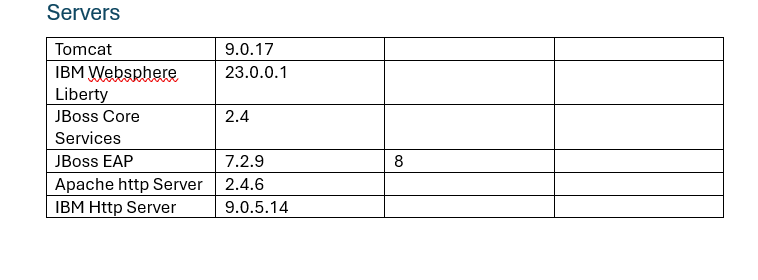 Servers
Tomcat 9.0.17
IBM Websphere 23.0.0.1
Liberty
JBoss Core 2.4
Services
JBoss EAP 7.2.9 8
Apache http Server 2.4.6
IBM Http Server 9.0.5.14